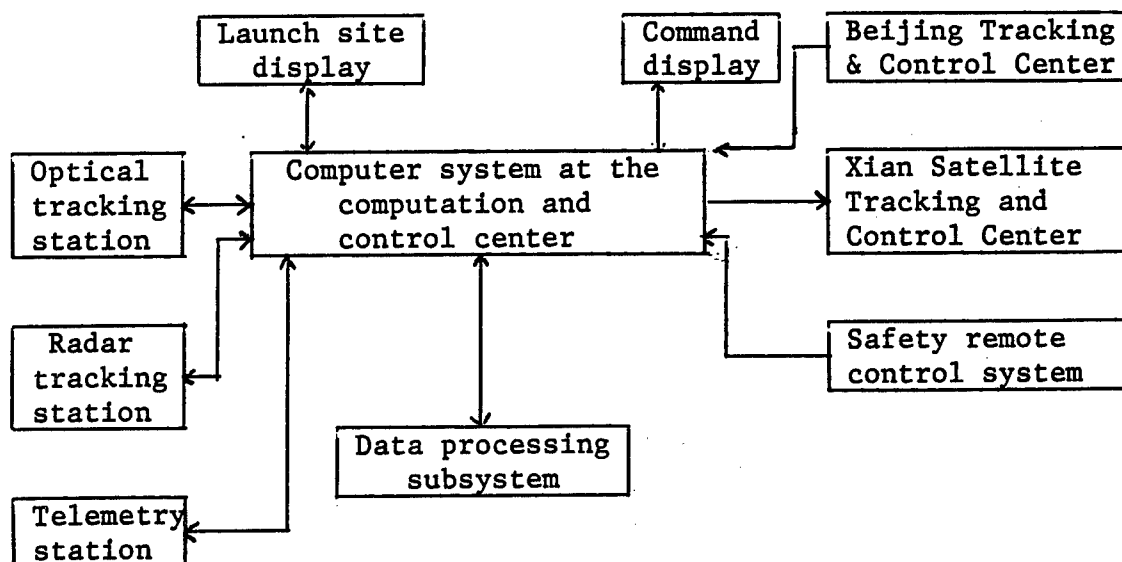 Launch site
display
Command
display
Beijing Tracking
& Control Center
Optical
tracking
station
Computer system at the
computation and
control center
Xian Satellite
Tracking and
Control Center
Radar
tracking
station
Safety remote
control system
Data processing
subsystem
Telemetry
station